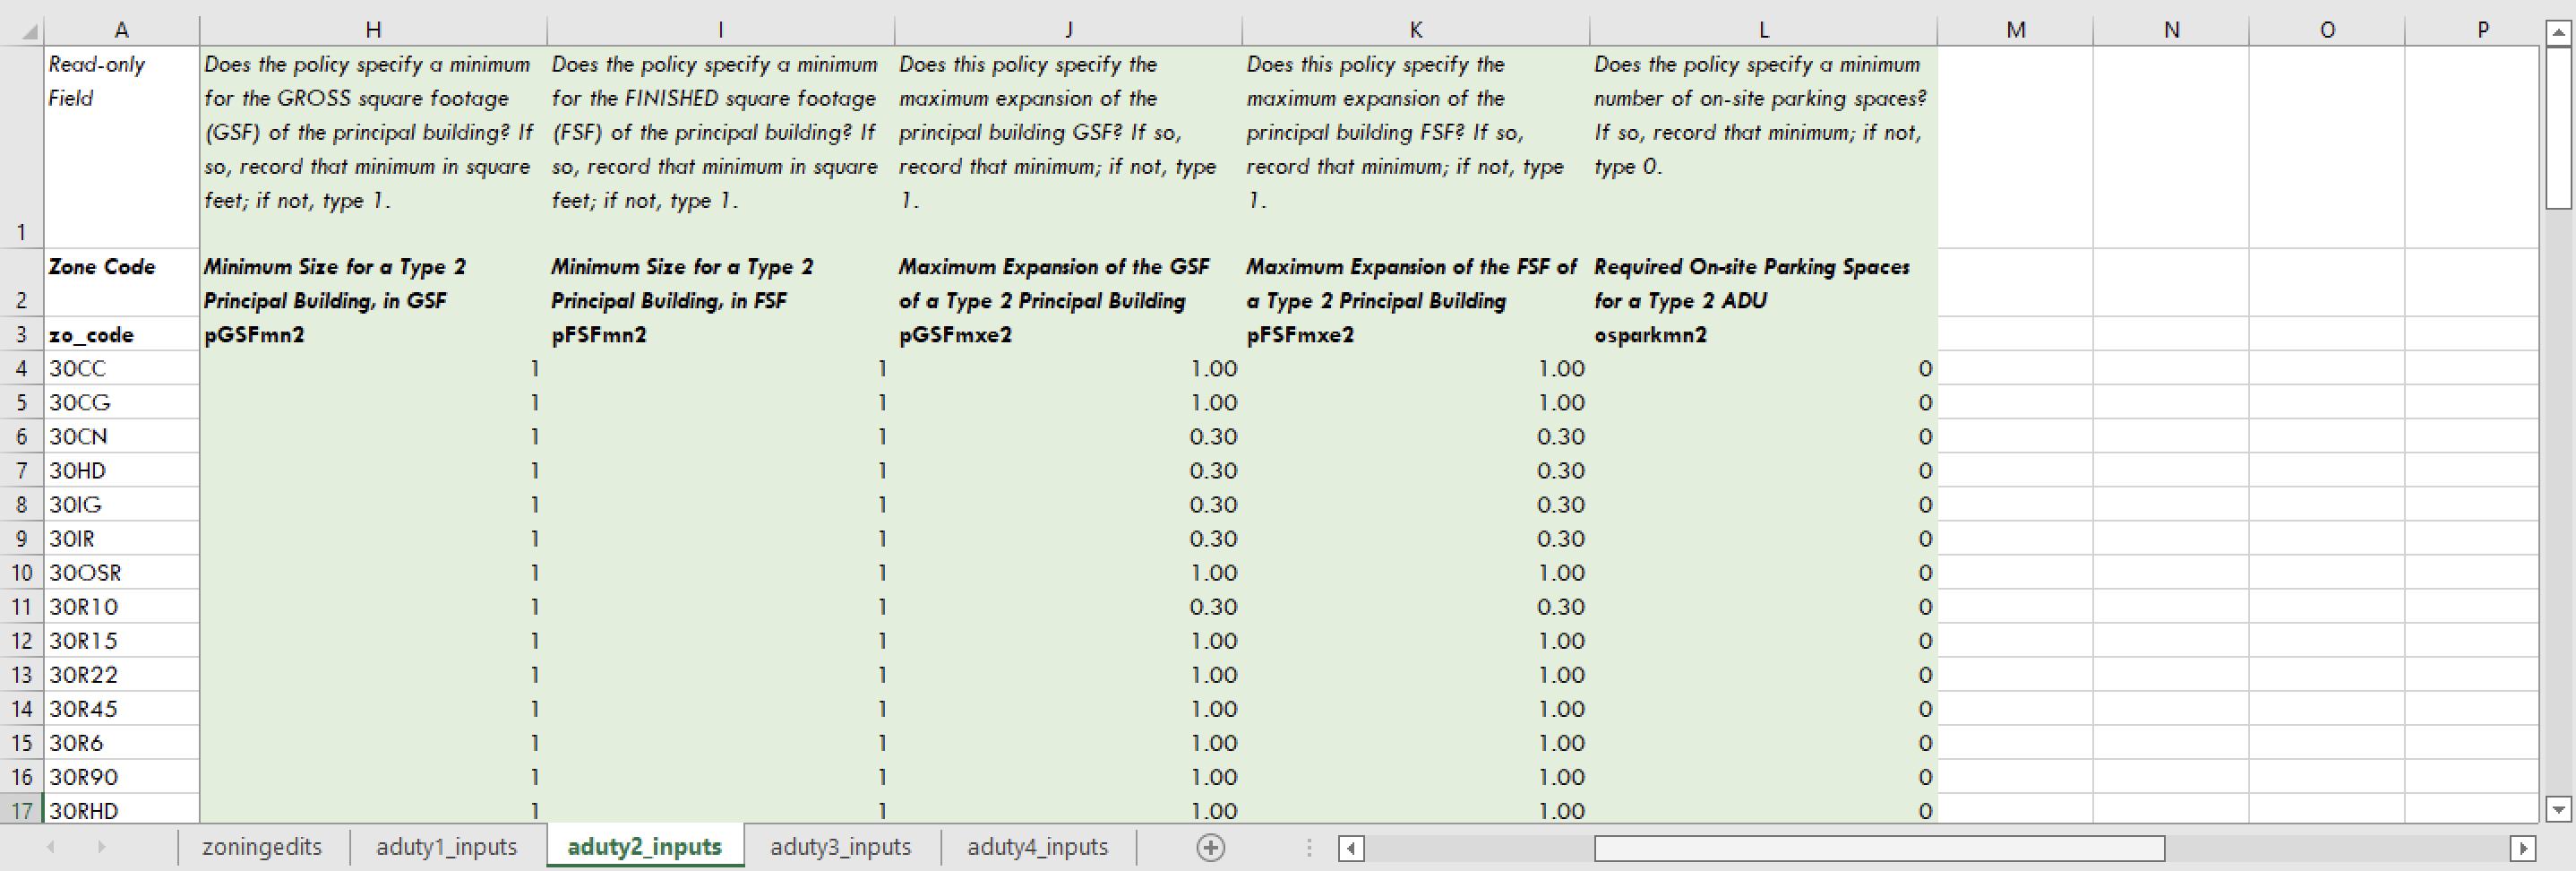 A H I J K L M N O P
1 Read-only Field Does the policy specify a minimum for the GROSS square footage (GSF) of the principal building? If so, record that minimum in square feet; if not, type 1. Does the policy specify a minimum for the FINISHED square footage (FSF) of the principal building? If so, record that minimum in square feet; if not, type 1. Does this policy specify the maximum expansion of the principal building GSF? If so, record that minimum; if not, type 1. Does this policy specify the maximum expansion of the principal building FSF? If so, record that minimum; if not, type 1. Does the policy specify a minimum number of on-site parking spaces? If so, record that minimum; if not, type 0.
2 Zone Code Minimum Size for a Type 2 Principal Building, in GSF Minimum Size for a Type 2 Principal Building, in FSF Maximum Expansion of the GSF of a Type 2 Principal Building Maximum Expansion of the FSF of a Type 2 Principal Building Required On-site Parking Spaces for a Type 2 ADU
3 zo_code pGSFmn2 pFSFmn2 pGSFmxe2 pFSFmxe2 osparkmn2
4 30CC 1 1 1.00 1.00 0
5 30CG 1 1 1.00 1.00 0
6 30CN 1 1 0.30 0.30 0
7 30HD 1 1 0.30 0.30 0
8 30IG 1 1 0.30 0.30 0
9 30IR 1 1 0.30 0.30 0
10 30OSR 1 1 1.00 1.00 0
11 30R10 1 1 0.30 0.30 0
12 30R15 1 1 1.00 1.00 0
13 30R22 1 1 1.00 1.00 0
14 30R45 1 1 1.00 1.00 0
15 30R6 1 1 1.00 1.00 0
16 30R90 1 1 1.00 1.00 0
17 30RHD 1 1 1.00 1.00 0
zoningedits aduty1_inputs aduty2_inputs aduty3_inputs aduty4_inputs